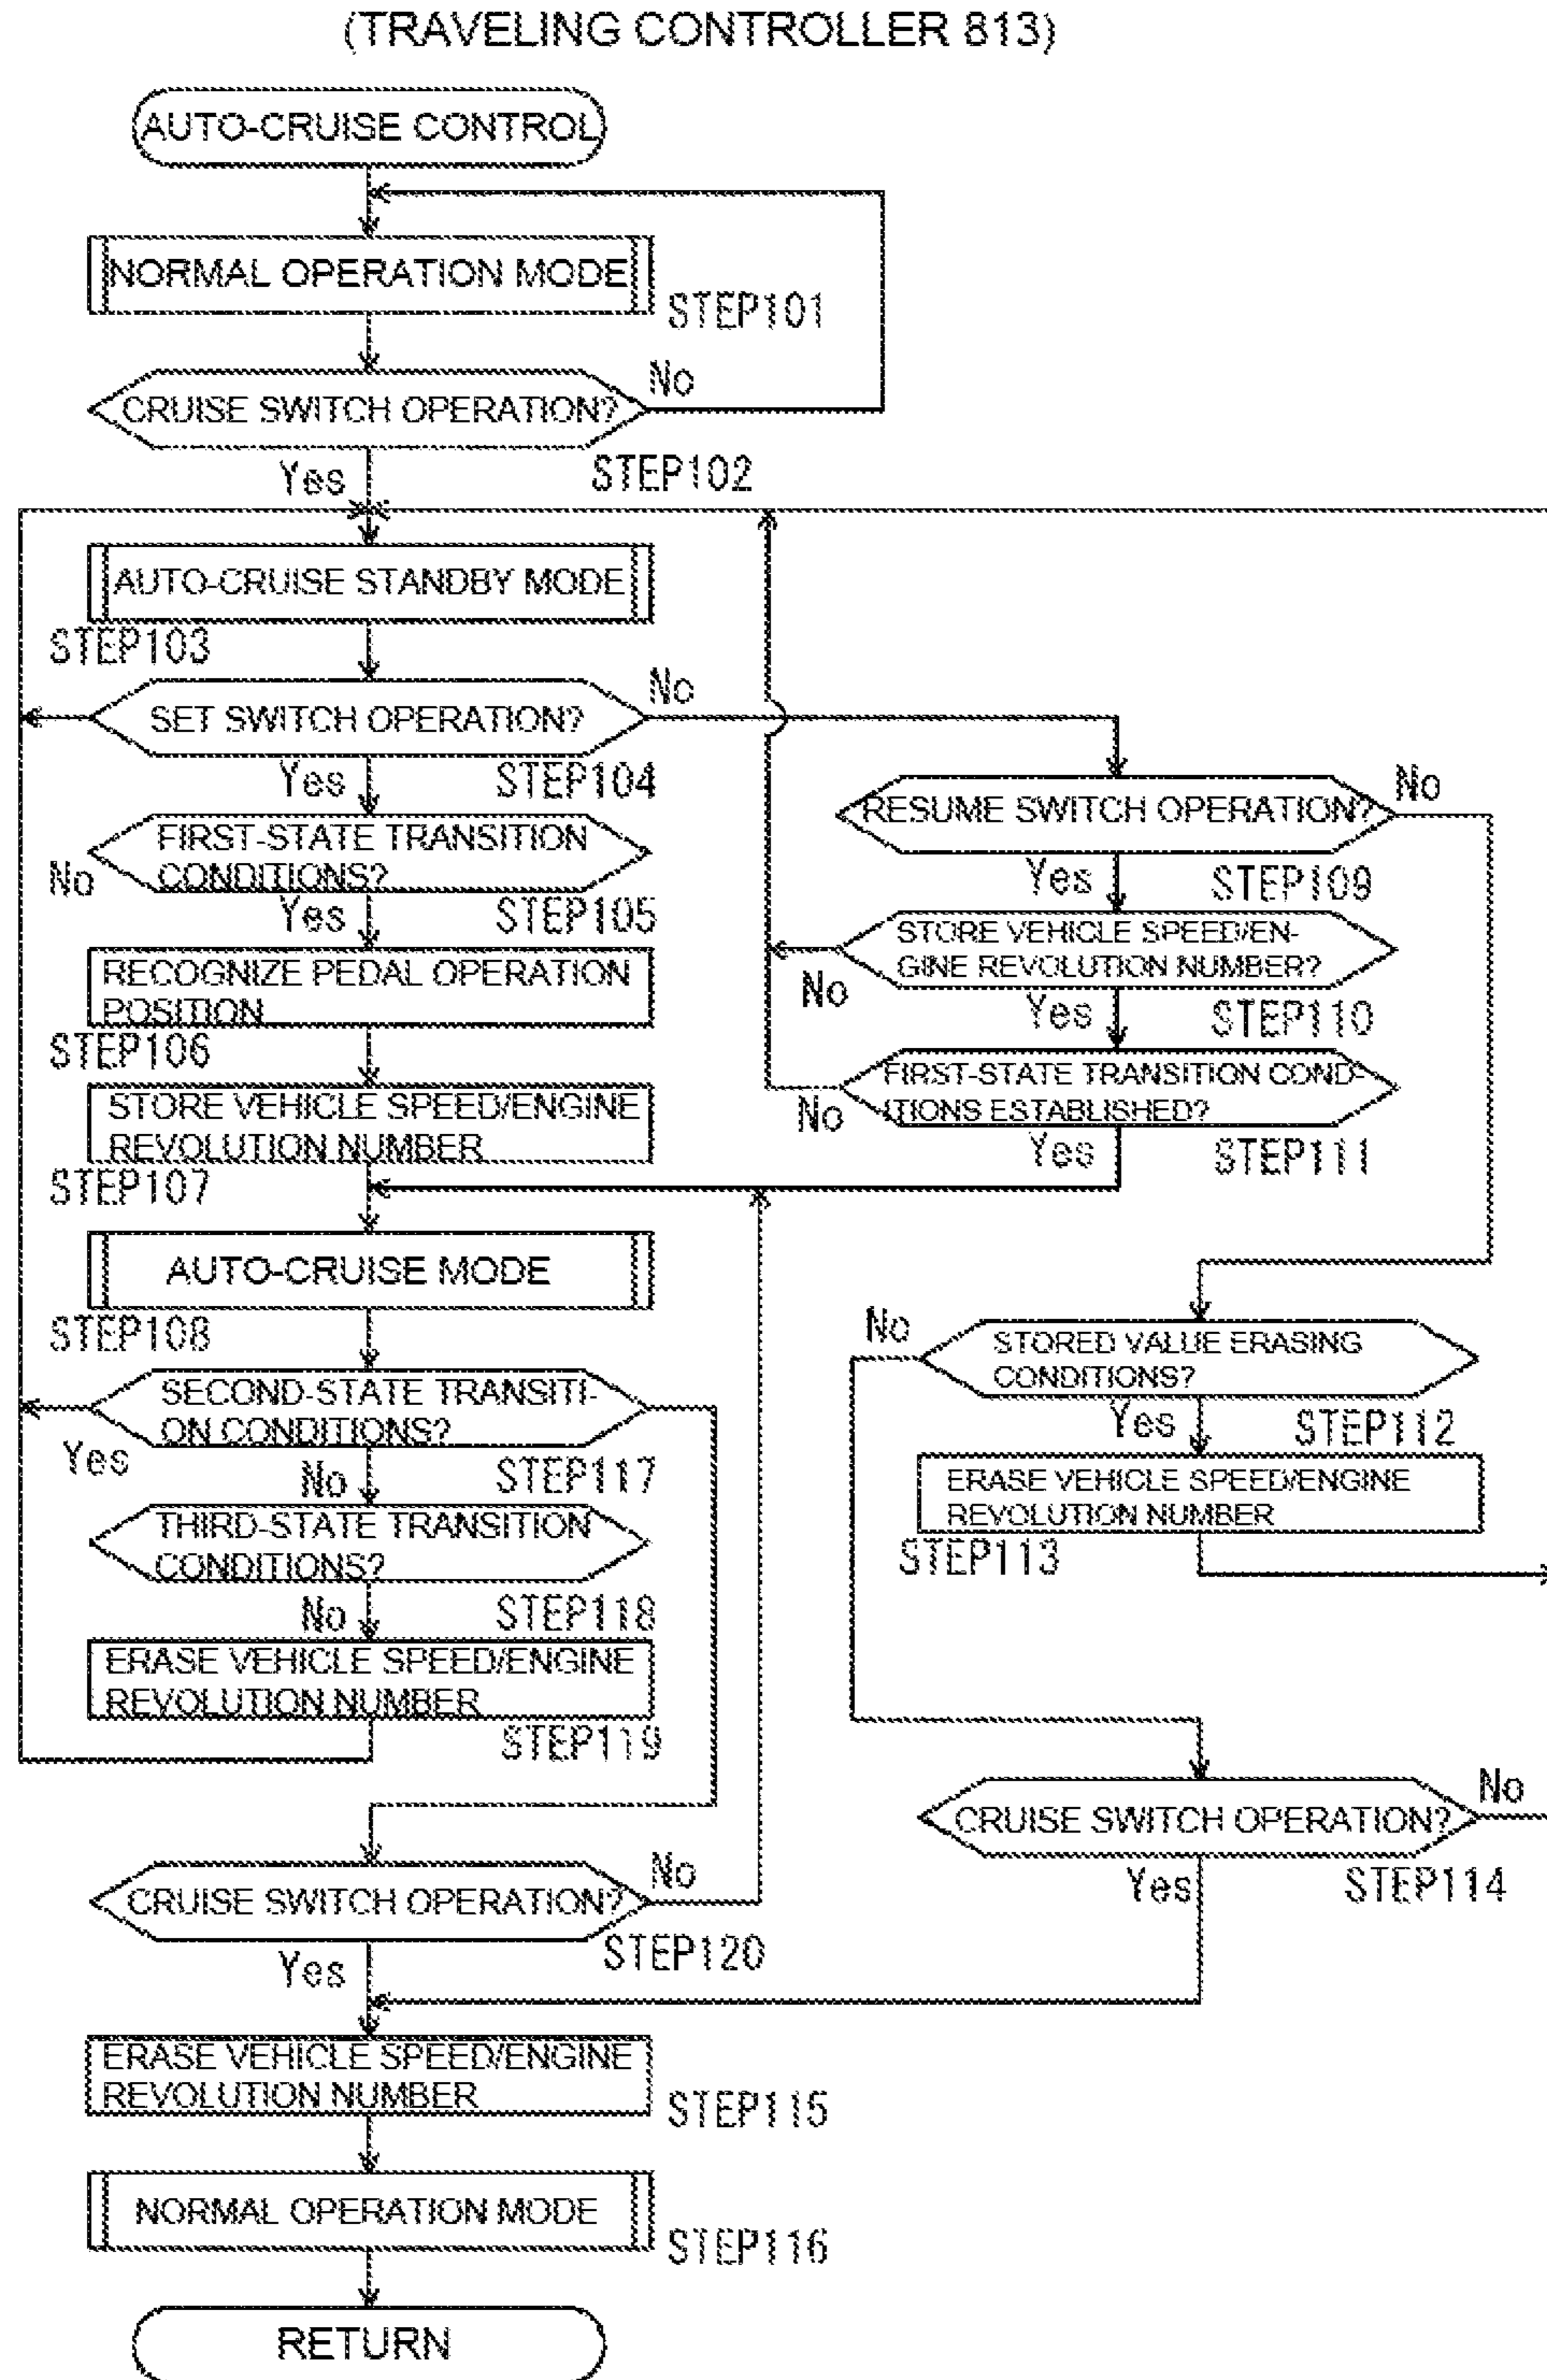 (TRAVELING CONTROLLER 813)
AUTO-CRUISE CONTROL
NORMAL OPERATION MODE
STEP101
CRUISE SWITCH OPERATION?
No
Yes
STEP102
AUTO-CRUISE STANDBY MODE
STEP103
SET SWITCH OPERATION?
No
Yes
STEP104
FIRST-STATE TRANSITION
CONDITIONS?
No
Yes
STEP105
RECOGNIZE PEDAL OPERATION
POSITION
STEP106
STORE VEHICLE SPEED/ENGINE
REVOLUTION NUMBER
STEP107
AUTO-CRUISE MODE
STEP108
SECOND-STATE TRANSITI-
ON CONDITIONS?
Yes
No
STEP117
THIRD-STATE TRANSITION
CONDITIONS?
No
STEP118
ERASE VEHICLE SPEED/ENGINE
REVOLUTION NUMBER
STEP119
CRUISE SWITCH OPERATION?
No
Yes
STEP120
ERASE VEHICLE SPEED/ENGINE
REVOLUTION NUMBER
STEP115
NORMAL OPERATION MODE
STEP116
RETURN
RESUME SWITCH OPERATION?
No
Yes
STEP109
STORE VEHICLE SPEED/EN-
GINE REVOLUTION NUMBER?
No
Yes
STEP110
FIRST-STATE TRANSITION COND-
ITIONS ESTABLISHED?
No
Yes
STEP111
No
STORED VALUE ERASING
CONDITIONS?
Yes
STEP112
ERASE VEHICLE SPEED/ENGINE
REVOLUTION NUMBER
STEP113
CRUISE SWITCH OPERATION?
No
Yes
STEP114